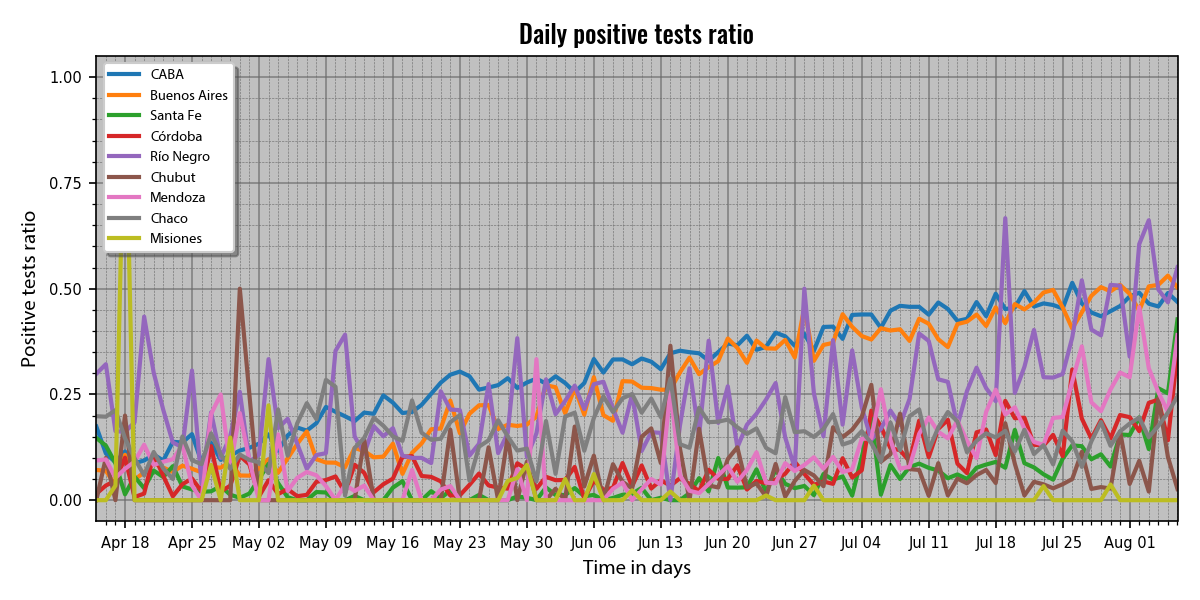 Daily positive tests ratio
1.00
0.75
0.50
0.25
0.00
Positive tests ratio
CABA
Buenos Aires
Santa Fe
Córdoba
Río Negro
Chubut
Mendoza
Chaco
Misiones
Apr 18 Apr 25 May 02 May 09 May 16 May 23 May 30 Jun 06 Jun 13 Jun 20 Jun 27 Jul 04 Jul 11 Jul 18 Jul 25 Aug 01
Time in days